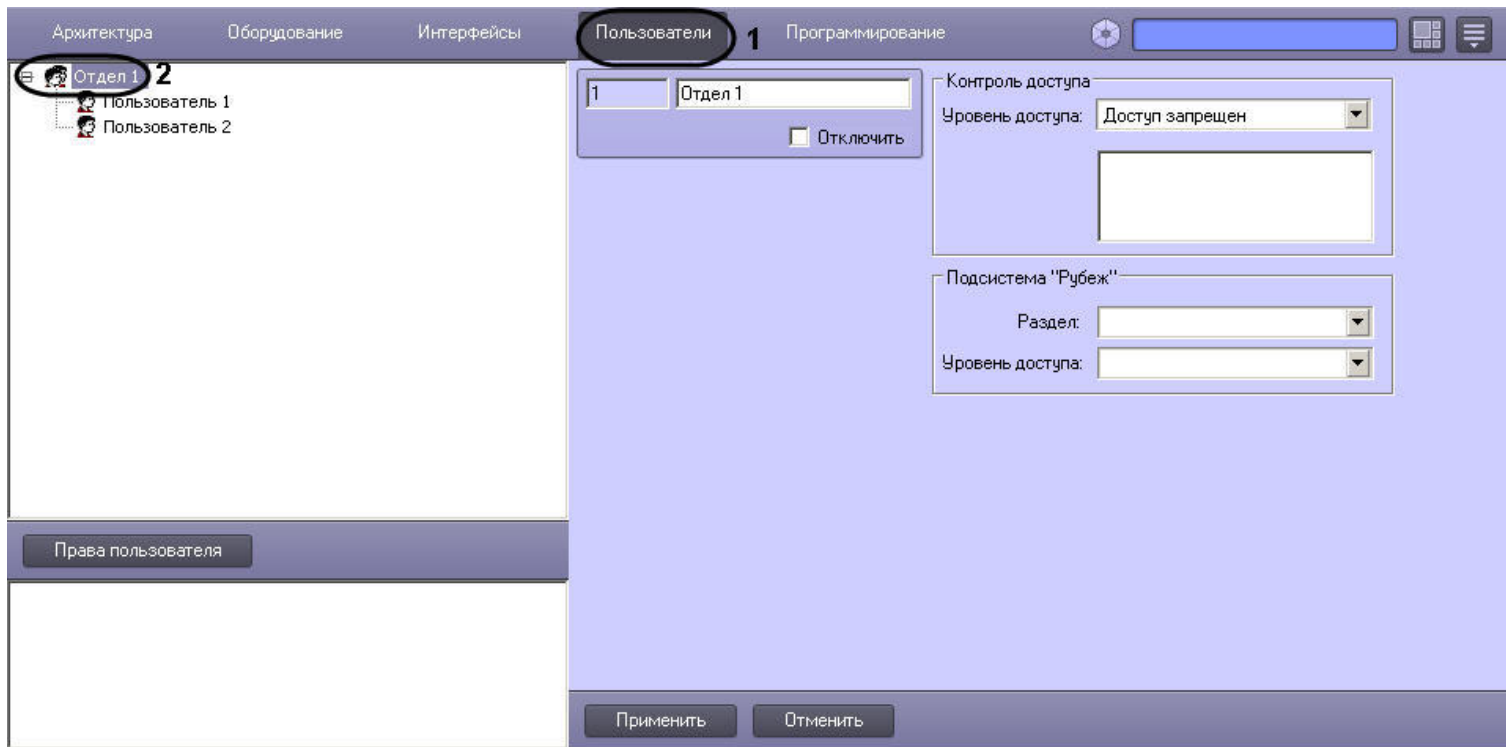 Архитектура Оборудование Интерфейсы Пользователи 1 Программирование
Отдел 1 2
Пользователь 1
Пользователь 2
1 Отдел 1
Отключить
Контроль доступа
Уровень доступа: Доступ запрещен
Подсистема "Рубеж"
Раздел:
Уровень доступа:
Права пользователя
Применить Отменить